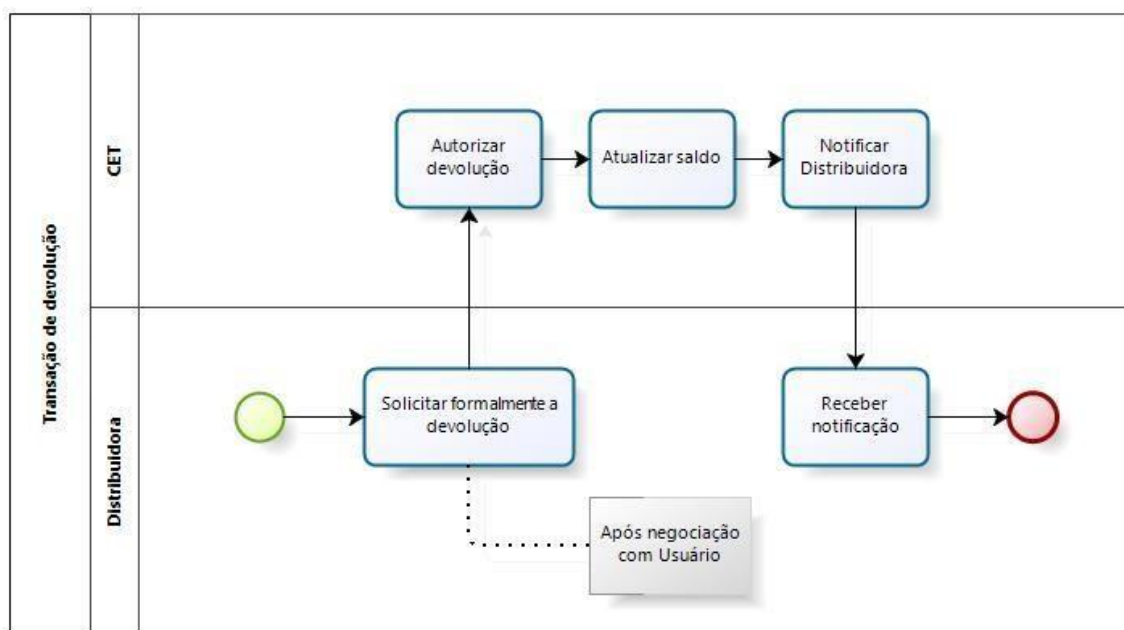 Transação de devolução
CET
Autorizar
devolução
Atualizar saldo
Notificar
Distribuidora
Distribuidora
Solicitar formalmente a
devolução
Receber
notificação
Após negociação
com Usuário